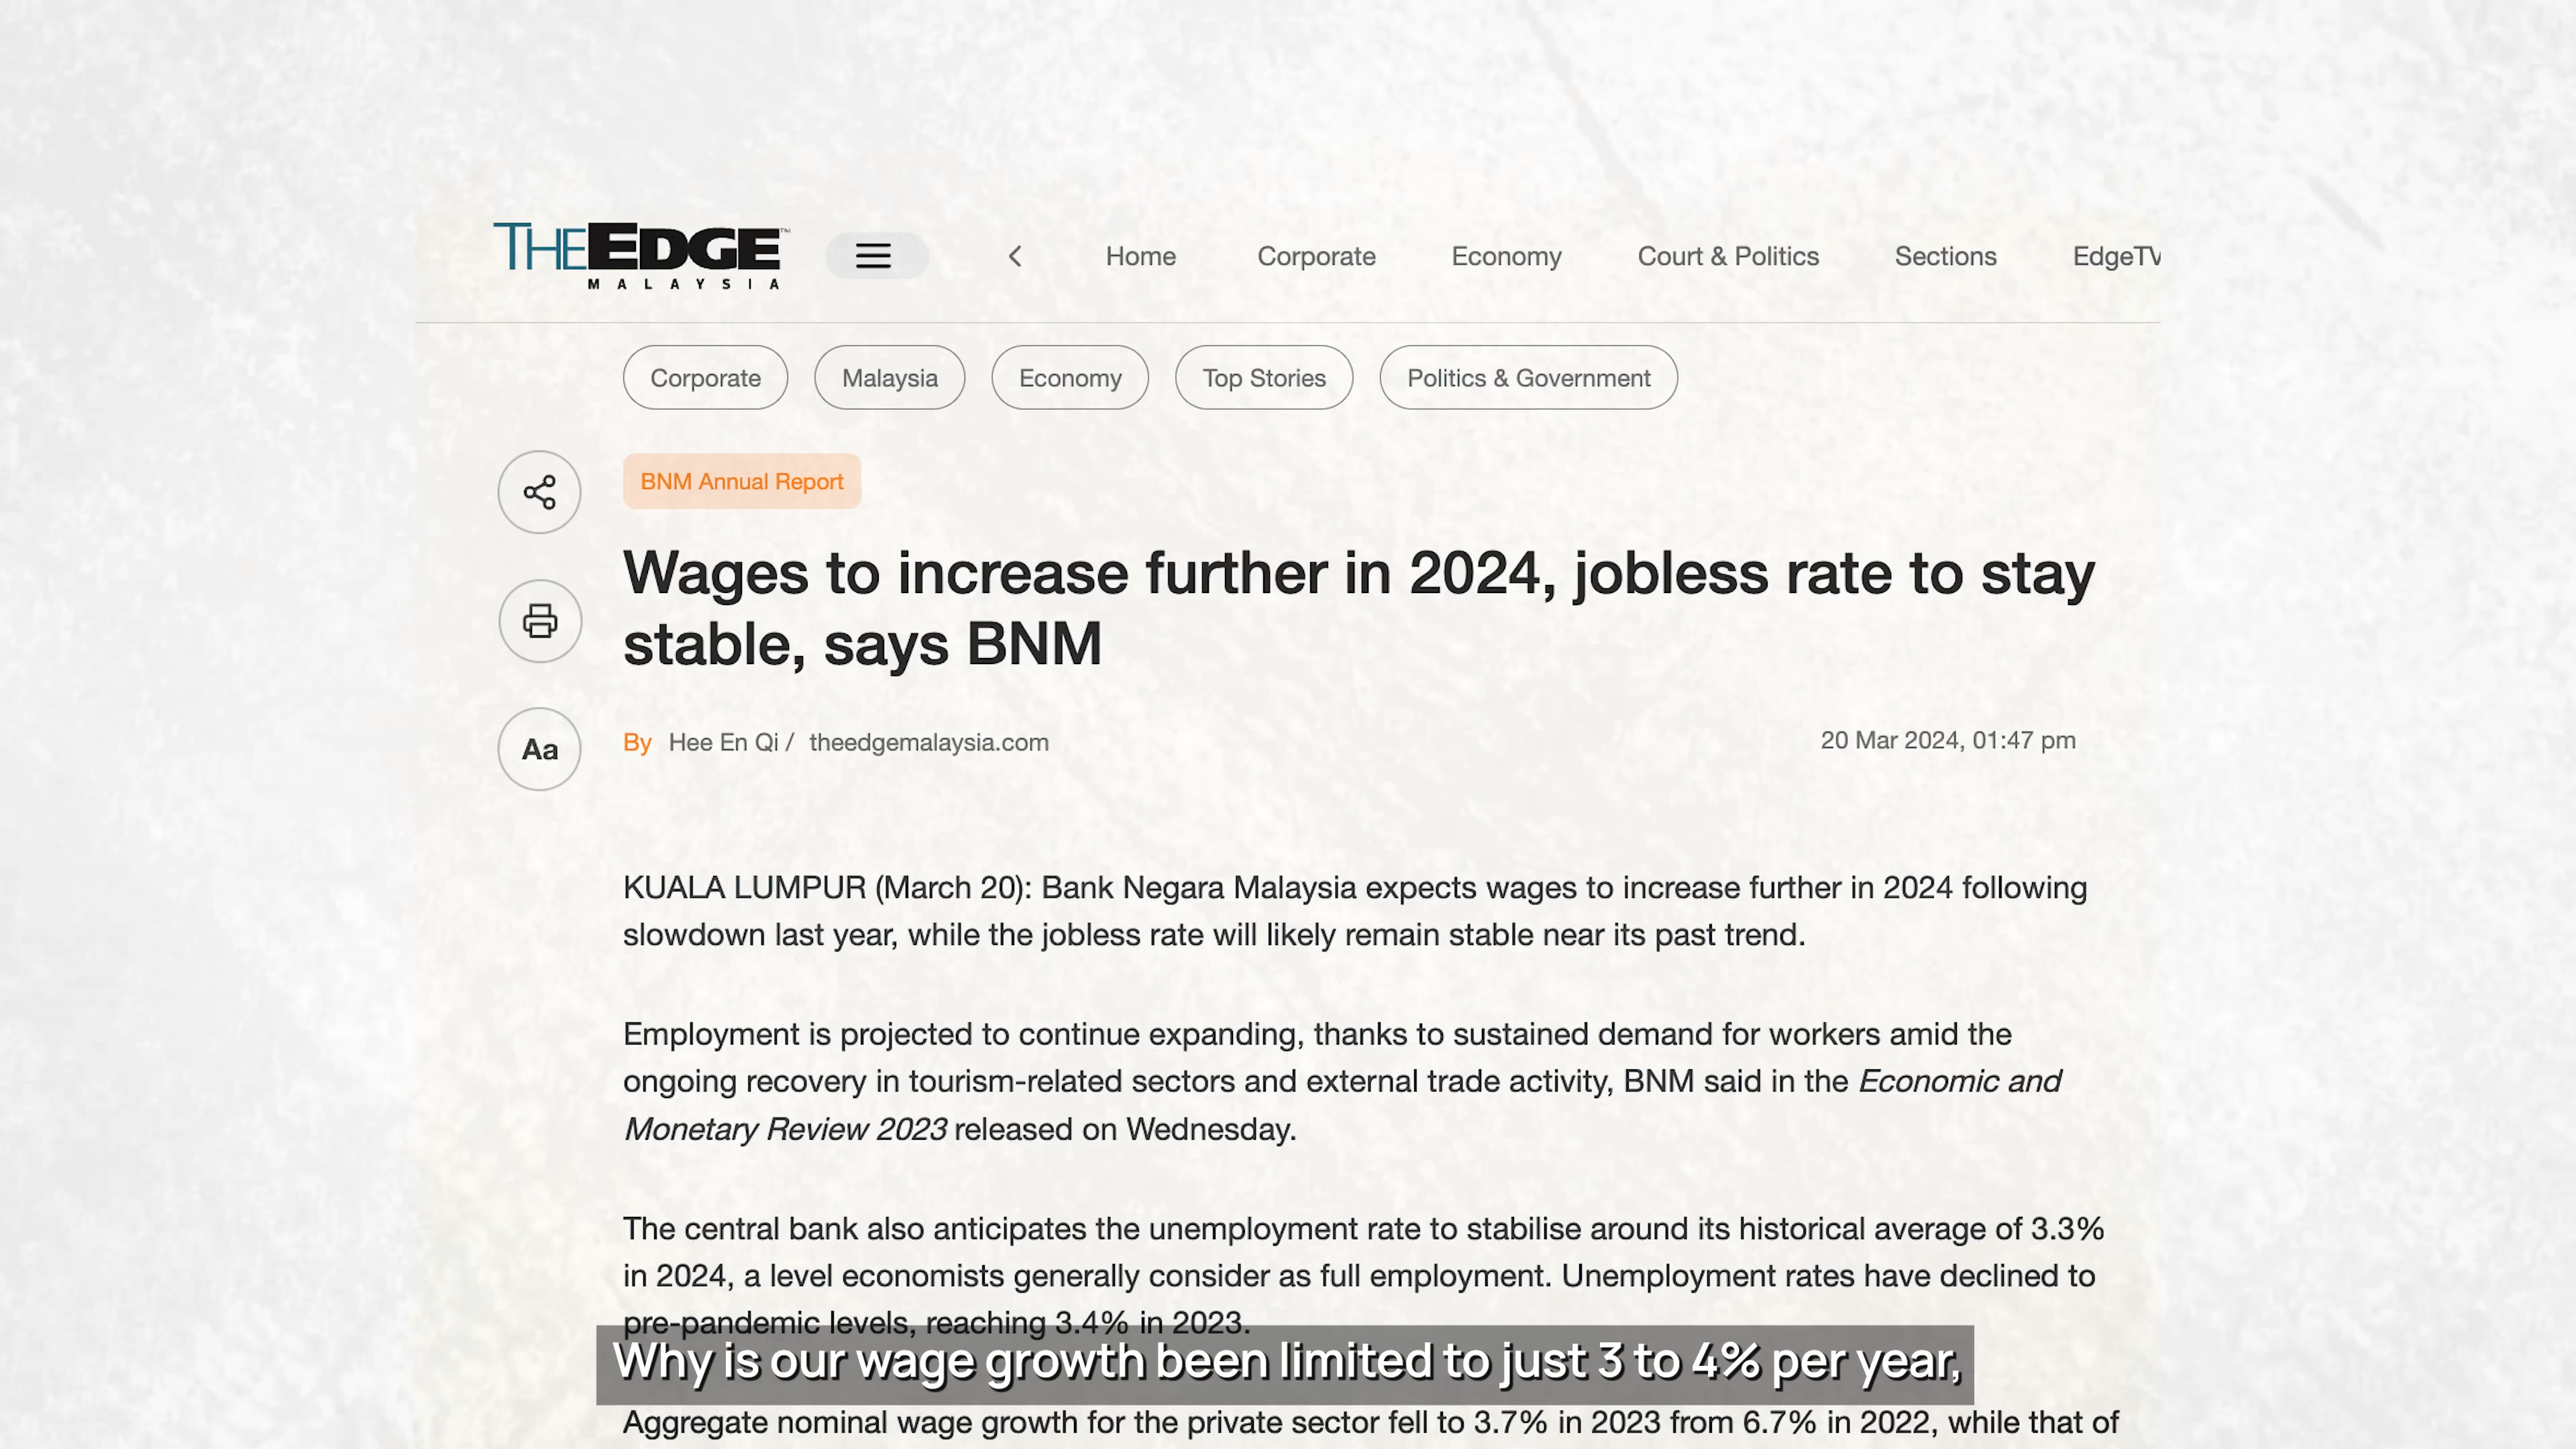 THEEDGE™
MALAYSIA
Home Corporate Economy Court & Politics Sections EdgeTV
Corporate Malaysia Economy Top Stories Politics & Government
BNM Annual Report
Wages to increase further in 2024, jobless rate to stay
stable, says BNM
Aa
By Hee En Qi / theedgemalaysia.com
20 Mar 2024, 01:47 pm
KUALA LUMPUR (March 20): Bank Negara Malaysia expects wages to increase further in 2024 following
slowdown last year, while the jobless rate will likely remain stable near its past trend.
Employment is projected to continue expanding, thanks to sustained demand for workers amid the
ongoing recovery in tourism-related sectors and external trade activity, BNM said in the Economic and
Monetary Review 2023 released on Wednesday.
The central bank also anticipates the unemployment rate to stabilise around its historical average of 3.3%
in 2024, a level economists generally consider as full employment. Unemployment rates have declined to
pre-pandemic levels, reaching 3.4% in 2023.
Why is our wage growth been limited to just 3 to 4% per year,
Aggregate nominal wage growth for the private sector fell to 3.7% in 2023 from 6.7% in 2022, while that of